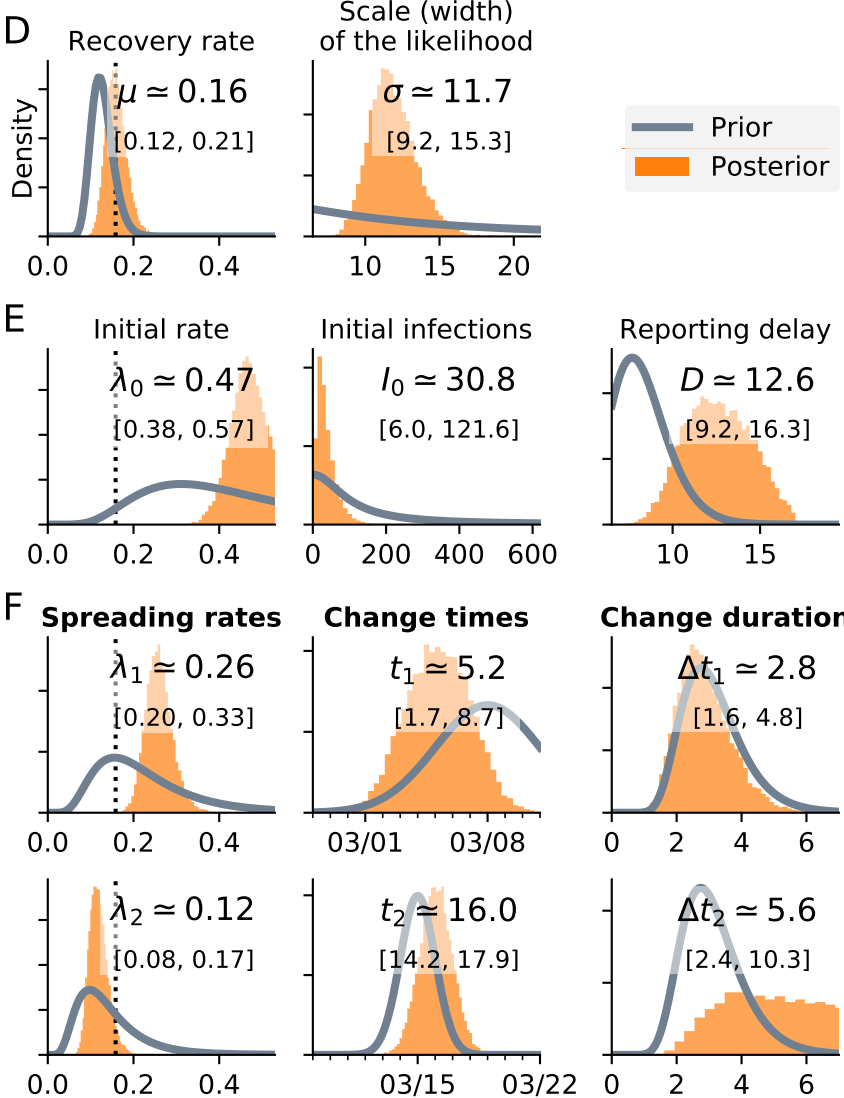 D
Recovery rate
Scale (width)
of the likelihood
Density
μ ≃ 0.16
[0.12, 0.21]
0.0 0.2 0.4
σ ≃ 11.7
[9.2, 15.3]
10 15 20
Prior
Posterior
E
Initial rate
λ0 ≃ 0.47
[0.38, 0.57]
0.0 0.2 0.4
Initial infections
I0 ≃ 30.8
[6.0, 121.6]
0 200 400 600
Reporting delay
D ≃ 12.6
[9.2, 16.3]
10 15
F
Spreading rates
λ1 ≃ 0.26
[0.20, 0.33]
0.0 0.2 0.4
Change times
t1 ≃ 5.2
[1.7, 8.7]
03/01 03/08
Change duration
Δt1 ≃ 2.8
[1.6, 4.8]
0 2 4 6
λ2 ≃ 0.12
[0.08, 0.17]
0.0 0.2 0.4
t2 ≃ 16.0
[14.2, 17.9]
03/15 03/22
Δt2 ≃ 5.6
[2.4, 10.3]
0 2 4 6